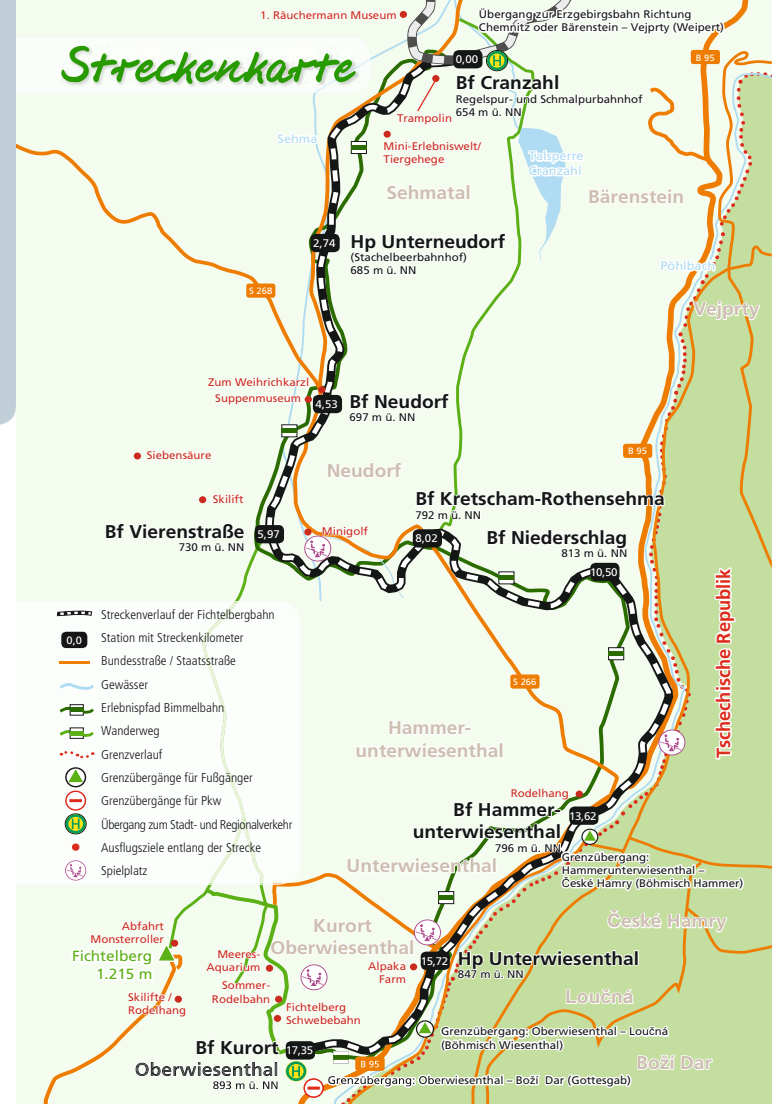 1. Räuchermann Museum
Übergang zur Erzgebirgsbahn Richtung
Chemnitz oder Bärenstein – Vejprty (Weipert)
Streckenkarte
0,00
H
B 95
Bf Cranzahl
Regelspur- und Schmalpurbahnhof
654 m ü. NN
Trampolin
Sehma
Mini-Erlebniswelt/
Tiergehege
Talsperre
Cranzahl
Sehmatal
Bärenstein
2,74
Hp Unterneudorf
(Stachelbeerbahnhof)
685 m ü. NN
Pöhlbach
S 268
Vejprty
Zum Weihrichkarzl
Suppenmuseum
4,53
Bf Neudorf
697 m ü. NN
B 95
Siebensäure
Neudorf
Skilift
Bf Kretscham-Rothensehma
792 m ü. NN
Bf Vierenstraße
730 m ü. NN
5,97
Minigolf
8,02
Bf Niederschlag
813 m ü. NN
10,50
Tschechische Republik
Streckenverlauf der Fichtelbergbahn
0,0
Station mit Streckenkilometer
Bundesstraße / Staatsstraße
Gewässer
Erlebnispfad Bimmelbahn
Wanderweg
Grenzverlauf
Grenzübergänge für Fußgänger
Grenzübergänge für Pkw
H
Übergang zum Stadt- und Regionalverkehr
Ausflugsziele entlang der Strecke
Spielplatz
S 266
Hammer-
unterwiesenthal
Rodelhang
Bf Hammer-
unterwiesenthal
796 m ü. NN
13,62
Grenzübergang:
Hammerunterwiesenthal –
České Hamry (Böhmisch Hammer)
Unterwiesenthal
České Hamry
Abfahrt
Monsterroller
Fichtelberg
1.215 m
Skilifte /
Rodelhang
Kurort
Oberwiesenthal
Meeres-
Aquarium
Sommer-
Rodelbahn
Fichtelberg
Schwebebahn
Alpaka
Farm
15,72
Hp Unterwiesenthal
847 m ü. NN
Loučná
Grenzübergang: Oberwiesenthal – Loučná
(Böhmisch Wiesenthal)
Bf Kurort
Oberwiesenthal
893 m ü. NN
17,35
H
B 95
Boží Dar
Grenzübergang: Oberwiesenthal – Boží Dar (Gottesgab)